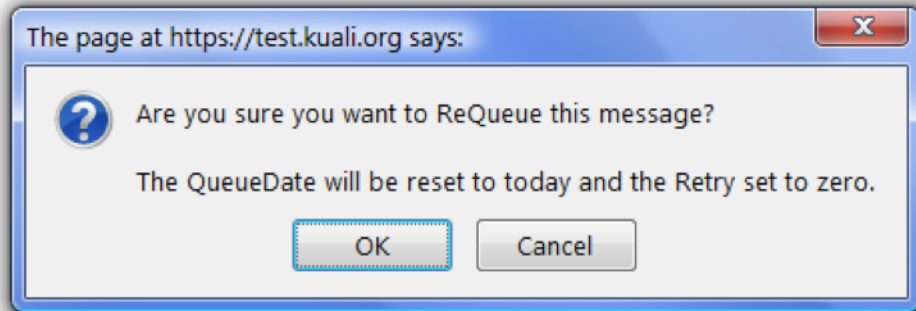 The page at https://test.kuali.org says:
Are you sure you want to ReQueue this message?
The QueueDate will be reset to today and the Retry set to zero.
OK
Cancel